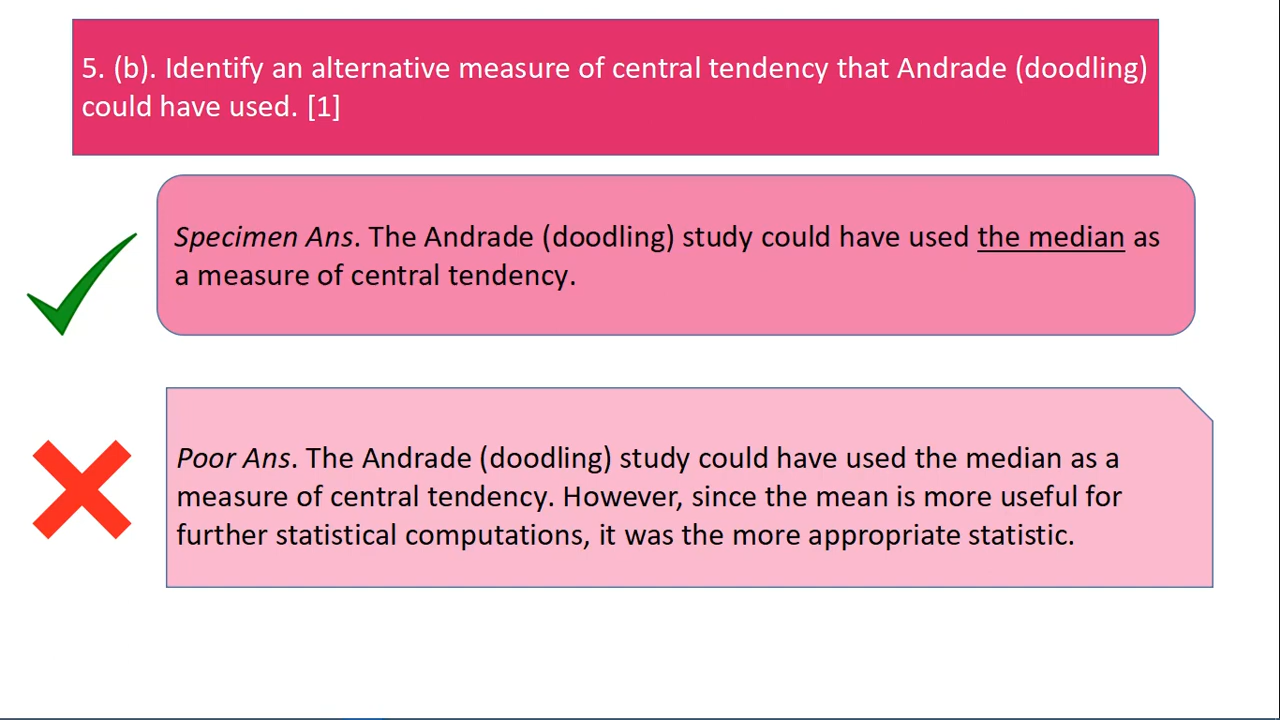 5. (b). Identify an alternative measure of central tendency that Andrade (doodling)
could have used. [1]
Specimen Ans. The Andrade (doodling) study could have used the median as
a measure of central tendency.
Poor Ans. The Andrade (doodling) study could have used the median as a
measure of central tendency. However, since the mean is more useful for
further statistical computations, it was the more appropriate statistic.